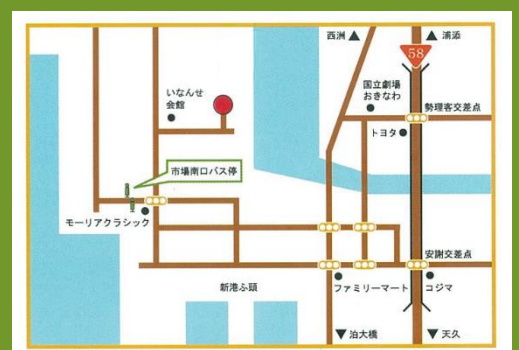 西洲▲
▲浦添
58
いなんせ
会館
国立劇場
おきなわ
勢理客交差点
トヨタ
市場南口バス停
モーリアクラシック
安謝交差点
新港ふ頭
ファミリーマート
コジマ
▼泊大橋
▼天久